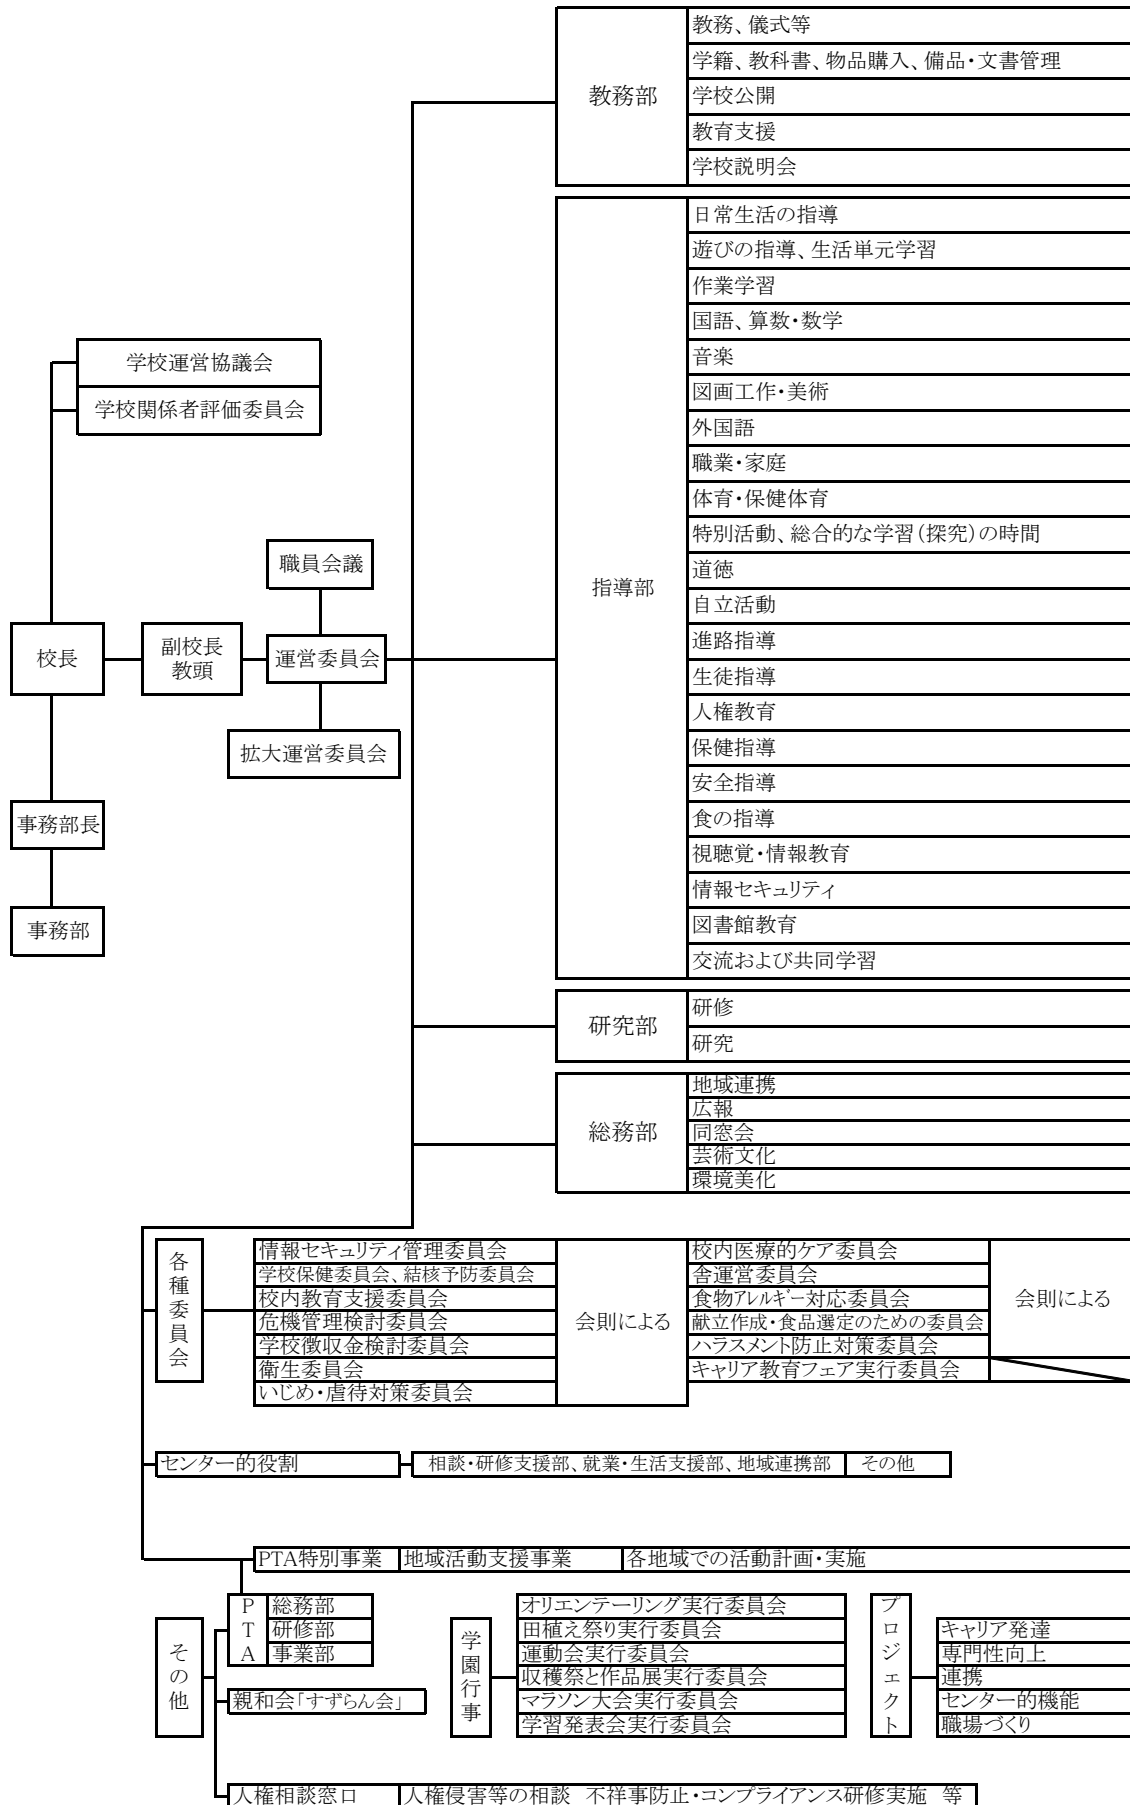 教務部
教務、儀式等
学籍、教科書、物品購入、備品・文書管理
学校公開
教育支援
学校説明会
指導部
日常生活の指導
遊びの指導、生活単元学習
作業学習
国語、算数・数学
音楽
図画工作・美術
外国語
職業・家庭
体育・保健体育
特別活動、総合的な学習(探究)の時間
道徳
自立活動
進路指導
生徒指導
人権教育
保健指導
安全指導
食の指導
視聴覚・情報教育
情報セキュリティ
図書館教育
交流および共同学習
学校運営協議会
学校関係者評価委員会
職員会議
校長
副校長
教頭
運営委員会
拡大運営委員会
事務部長
事務部
研究部
研修
研究
総務部
地域連携
広報
同窓会
芸術文化
環境美化
各種委員会
情報セキュリティ管理委員会
学校保健委員会、結核予防委員会
校内教育支援委員会
危機管理検討委員会
学校徴収金検討委員会
衛生委員会
いじめ・虐待対策委員会
会則による
校内医療的ケア委員会
舎運営委員会
食物アレルギー対応委員会
献立作成・食品選定のための委員会
ハラスメント防止対策委員会
キャリア教育フェア実行委員会
会則による
センター的役割
相談・研修支援部、就業・生活支援部、地域連携部
その他
PTA特別事業
地域活動支援事業
各地域での活動計画・実施
その他
PTA
総務部
研修部
事業部
親和会「すずらん会」
学園行事
オリエンテーリング実行委員会
田植え祭り実行委員会
運動会実行委員会
収穫祭と作品展実行委員会
マラソン大会実行委員会
学習発表会実行委員会
プロジェクト
キャリア発達
専門性向上
連携
センター的機能
職場づくり
人権相談窓口
人権侵害等の相談 不祥事防止・コンプライアンス研修実施 等